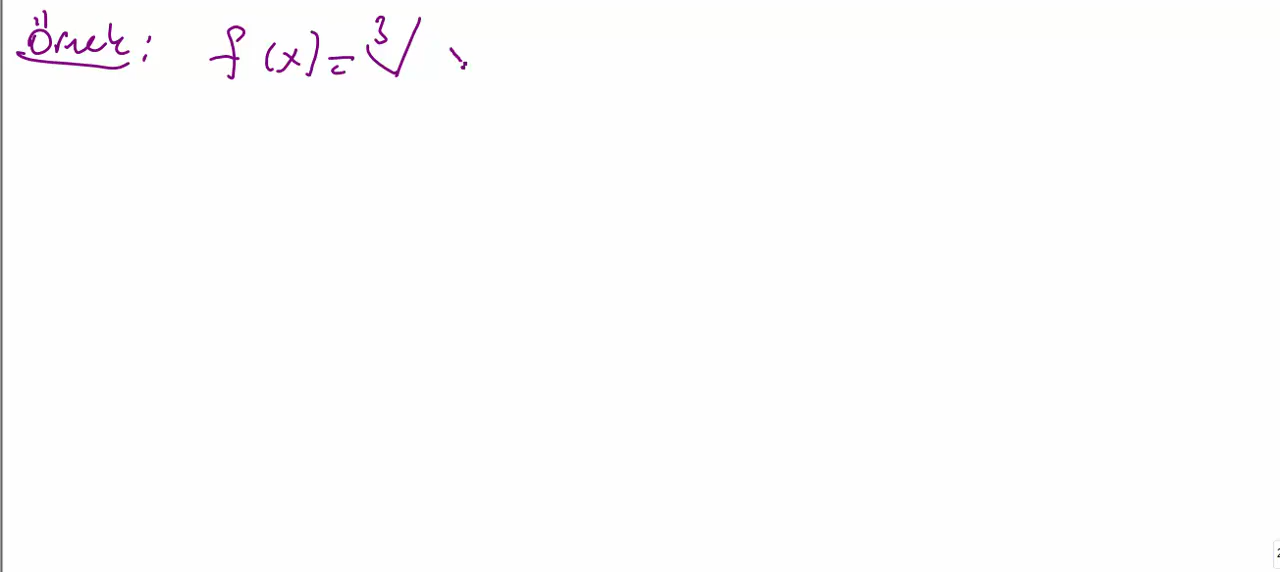 Örnek: f(x) = ∛